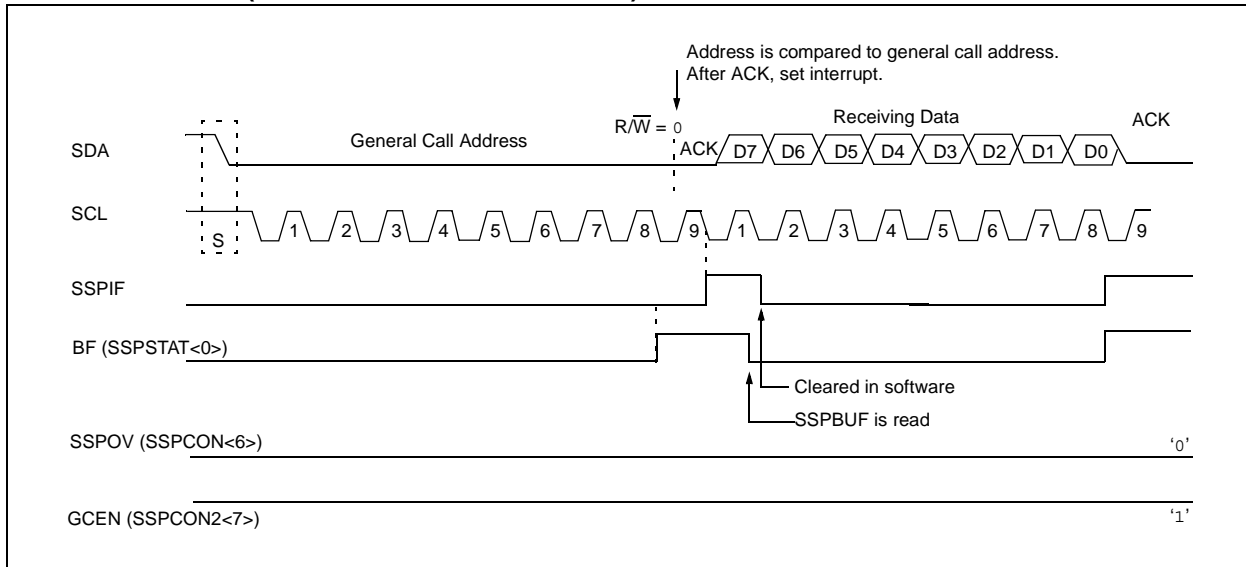 Address is compared to general call address.
After ACK, set interrupt.
R/W = 0
Receiving Data
ACK
General Call Address
SDA
ACK
D7 D6 D5 D4 D3 D2 D1 D0
SCL
S
1 2 3 4 5 6 7 8 9 1 2 3 4 5 6 7 8 9
SSPIF
BF (SSPSTAT<0>)
Cleared in software
SSPBUF is read
SSPOV (SSPCON<6>)
‘0’
GCEN (SSPCON2<7>)
‘1’